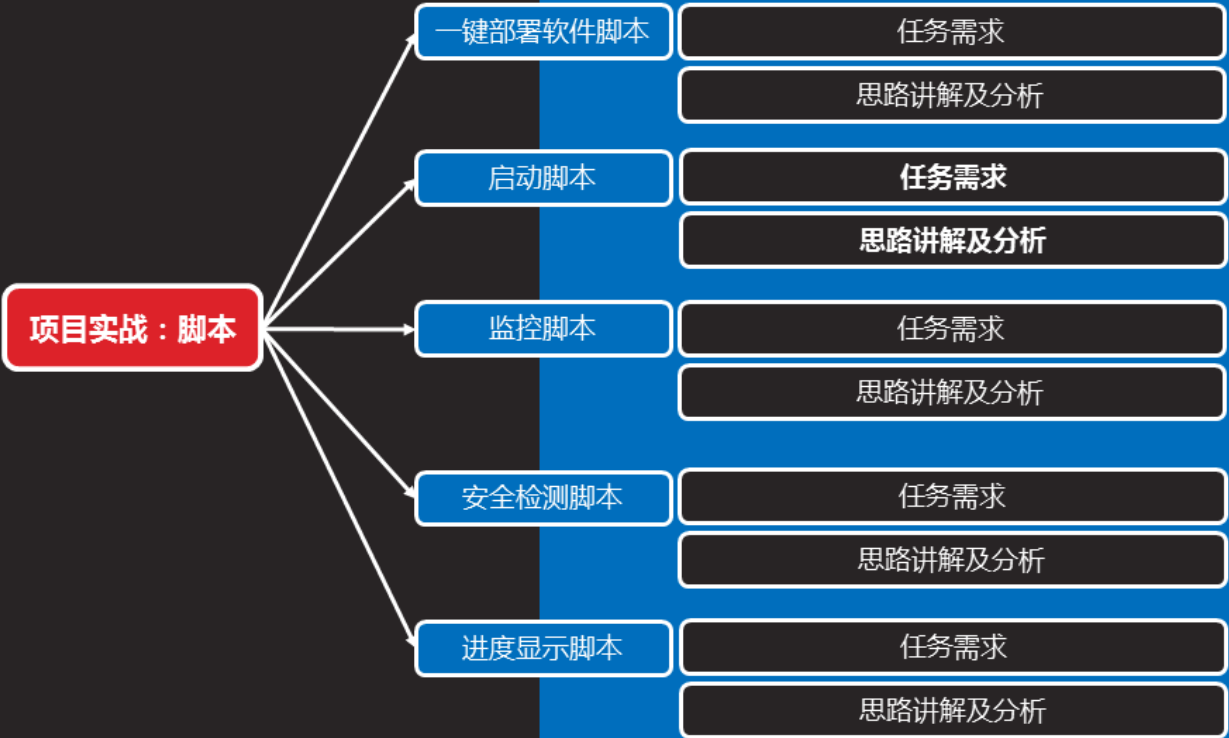 一键部署软件脚本
任务需求
思路讲解及分析
启动脚本
任务需求
思路讲解及分析
项目实战：脚本
监控脚本
任务需求
思路讲解及分析
安全检测脚本
任务需求
思路讲解及分析
进度显示脚本
任务需求
思路讲解及分析